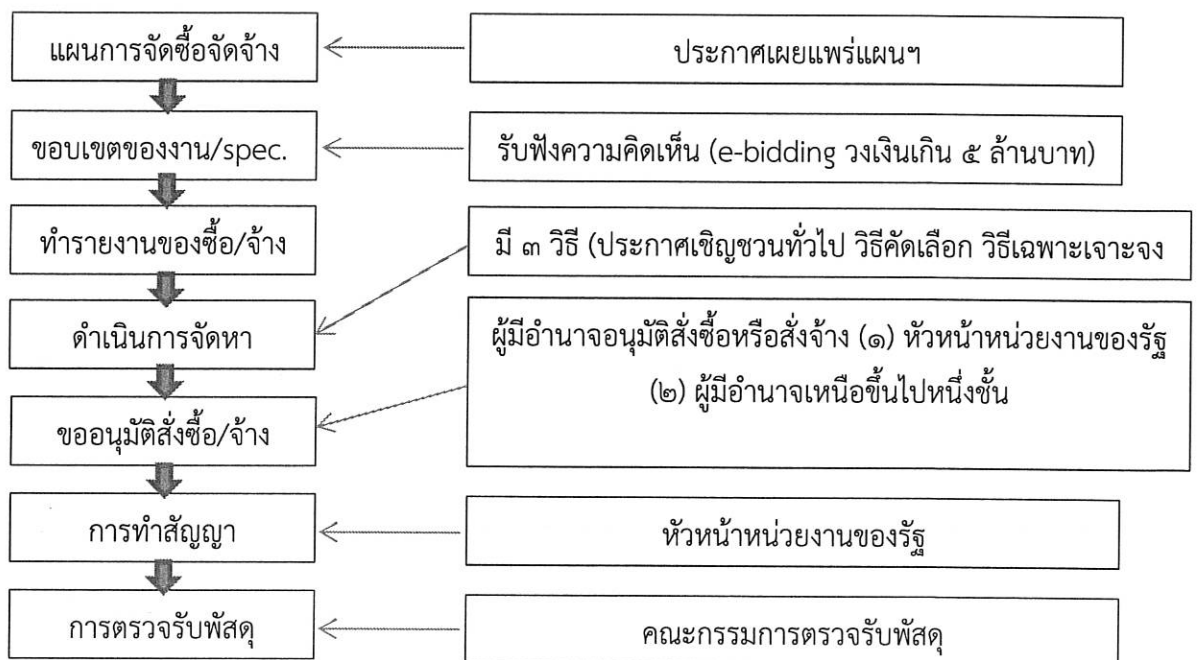 แผนการจัดซื้อจัดจ้าง
ประกาศเผยแพร่แผนฯ
ขอบเขตของงาน/spec.
รับฟังความคิดเห็น (e-bidding วงเงินเกิน ๕ ล้านบาท)
ทำรายงานของซื้อ/จ้าง
มี ๓ วิธี (ประกาศเชิญชวนทั่วไป วิธีคัดเลือก วิธีเฉพาะเจาะจง
ดำเนินการจัดหา
ผู้มีอำนาจอนุมัติสั่งซื้อหรือสั่งจ้าง (๑) หัวหน้าหน่วยงานของรัฐ
(๒) ผู้มีอำนาจเหนือขึ้นไปหนึ่งชั้น
ขออนุมัติสั่งซื้อ/จ้าง
การทำสัญญา
หัวหน้าหน่วยงานของรัฐ
การตรวจรับพัสดุ
คณะกรรมการตรวจรับพัสดุ